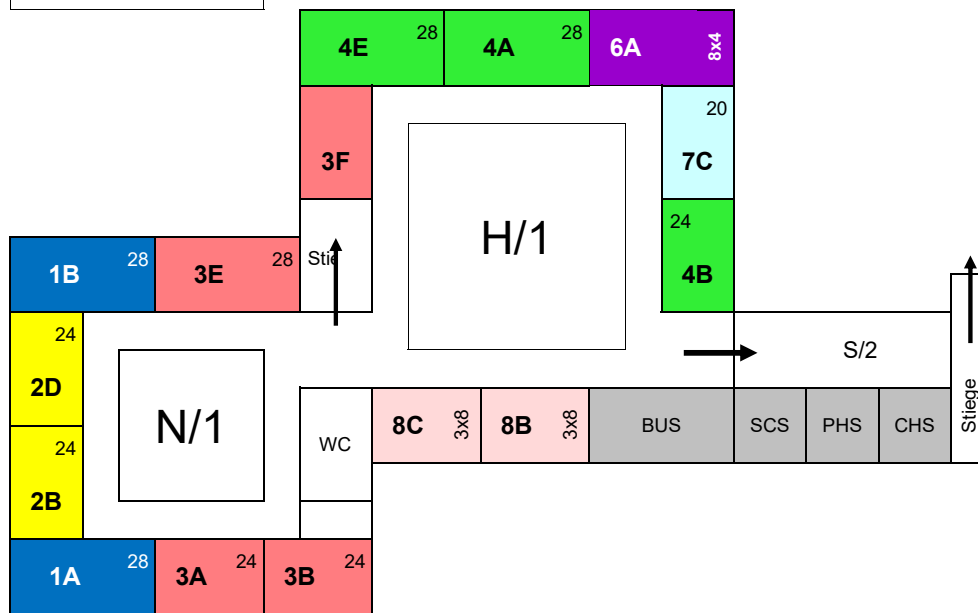 4E 28 4A 28 6A 8x4
3F 20
7C
H/1 24
4B
1B 28 3E 28 Stie
24
2D
S/2
N/1
24
2B
WC 8C 3x8 8B 3x8 BUS SCS PHS CHS Stiege
1A 28 3A 24 3B 24